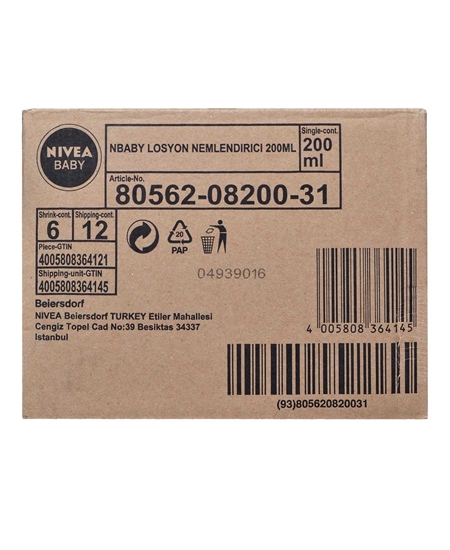 NIVEA
BABY
NBABY LOSYON NEMLENDIRICI 200ML
Single-cont.
200
ml
Article-No.
80562-08200-31
Shrink-cont. Shipping-cont.
6 12
Piece-GTIN
4005808364121
Shipping-unit-GTIN
4005808364145
20
PAP
04939016
Beiersdorf
NIVEA Beiersdorf TURKEY Etiler Mahallesi
Cengiz Topel Cad No:39 Besiktas 34337
Istanbul
4 005808 364145
(93)805620820031